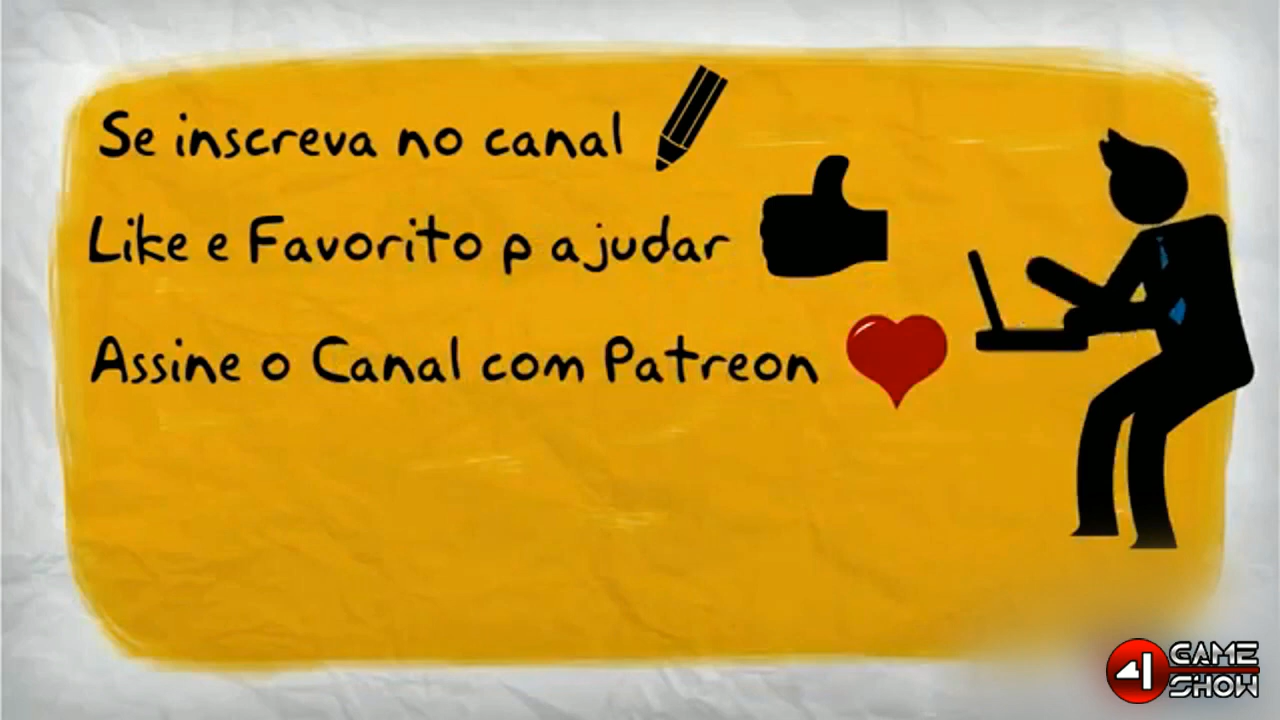 Se inscreva no canal
Like e Favorito p ajudar
Assine o Canal com Patreon
4 GAME
SHOW